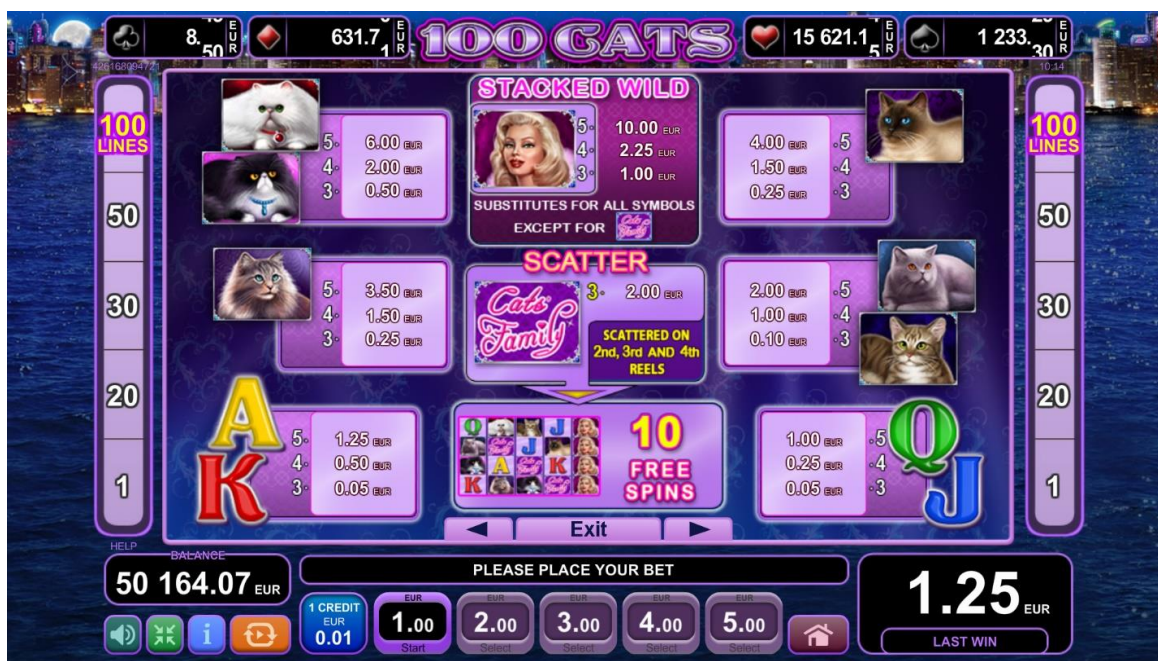 8.50 EUR
631.71 EUR
100 CATS
15 621.15 EUR
1 233.30 EUR
10:14
100 LINES
50
30
20
1
5· 6.00 EUR
4· 2.00 EUR
3· 0.50 EUR
STACKED WILD
5· 10.00 EUR
4· 2.25 EUR
3· 1.00 EUR
SUBSTITUTES FOR ALL SYMBOLS
EXCEPT FOR Cats Family
4.00 EUR ·5
1.50 EUR ·4
0.25 EUR ·3
5· 3.50 EUR
4· 1.50 EUR
3· 0.25 EUR
SCATTER
Cats Family
3· 2.00 EUR
SCATTERED ON
2nd, 3rd AND 4th
REELS
2.00 EUR ·5
1.00 EUR ·4
0.10 EUR ·3
A
K
5· 1.25 EUR
4· 0.50 EUR
3· 0.05 EUR
10
FREE
SPINS
1.00 EUR ·5
0.25 EUR ·4
0.05 EUR ·3
Q
J
100 LINES
50
30
20
1
Exit
HELP
BALANCE
50 164.07 EUR
PLEASE PLACE YOUR BET
1 CREDIT
EUR
0.01
EUR
1.00
Start
EUR
2.00
Select
EUR
3.00
Select
EUR
4.00
Select
EUR
5.00
Select
1.25 EUR
LAST WIN